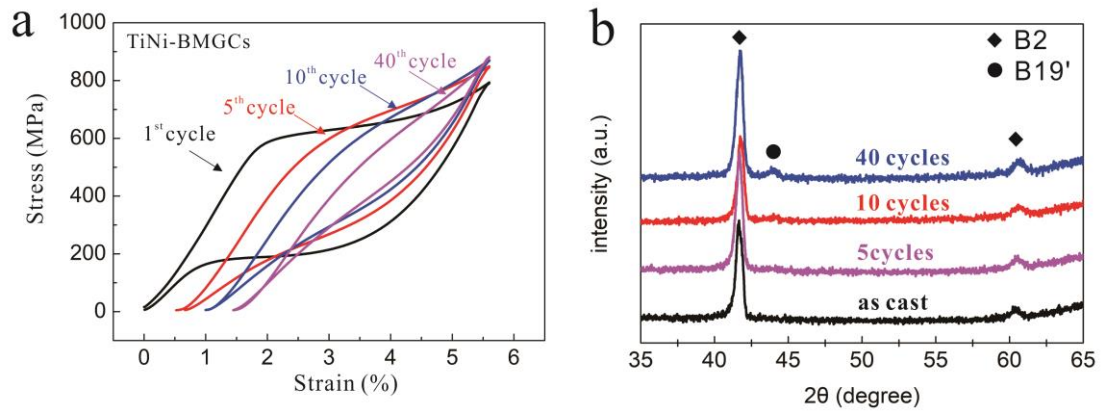 a
TiNi-BMGCs
1st cycle
5th cycle
10th cycle
40th cycle
Stress (MPa)
1000
800
600
400
200
0
0 1 2 3 4 5 6
Strain (%)
b
◆ B2
● B19'
40 cycles
10 cycles
5cycles
as cast
intensity (a.u.)
35 40 45 50 55 60 65
2θ (degree)